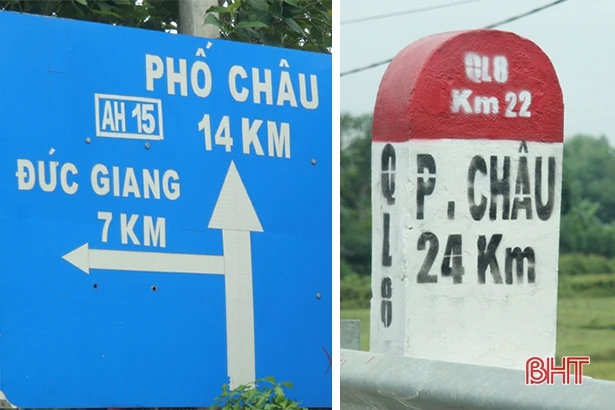 PHỐ CHÂU
AH 15
14 KM
ĐỨC GIANG
7 KM
QL8
Km 22
QL8
P. CHÂU
24 Km
BHT